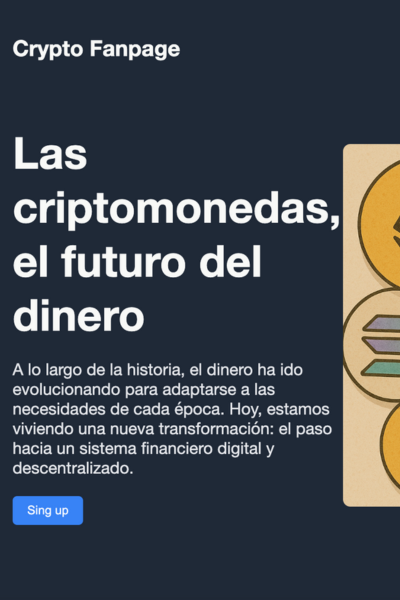 Crypto Fanpage
Las
criptomonedas,
el futuro del
dinero
A lo largo de la historia, el dinero ha ido
evolucionando para adaptarse a las
necesidades de cada época. Hoy, estamos
viviendo una nueva transformación: el paso
hacia un sistema financiero digital y
descentralizado.
Sing up